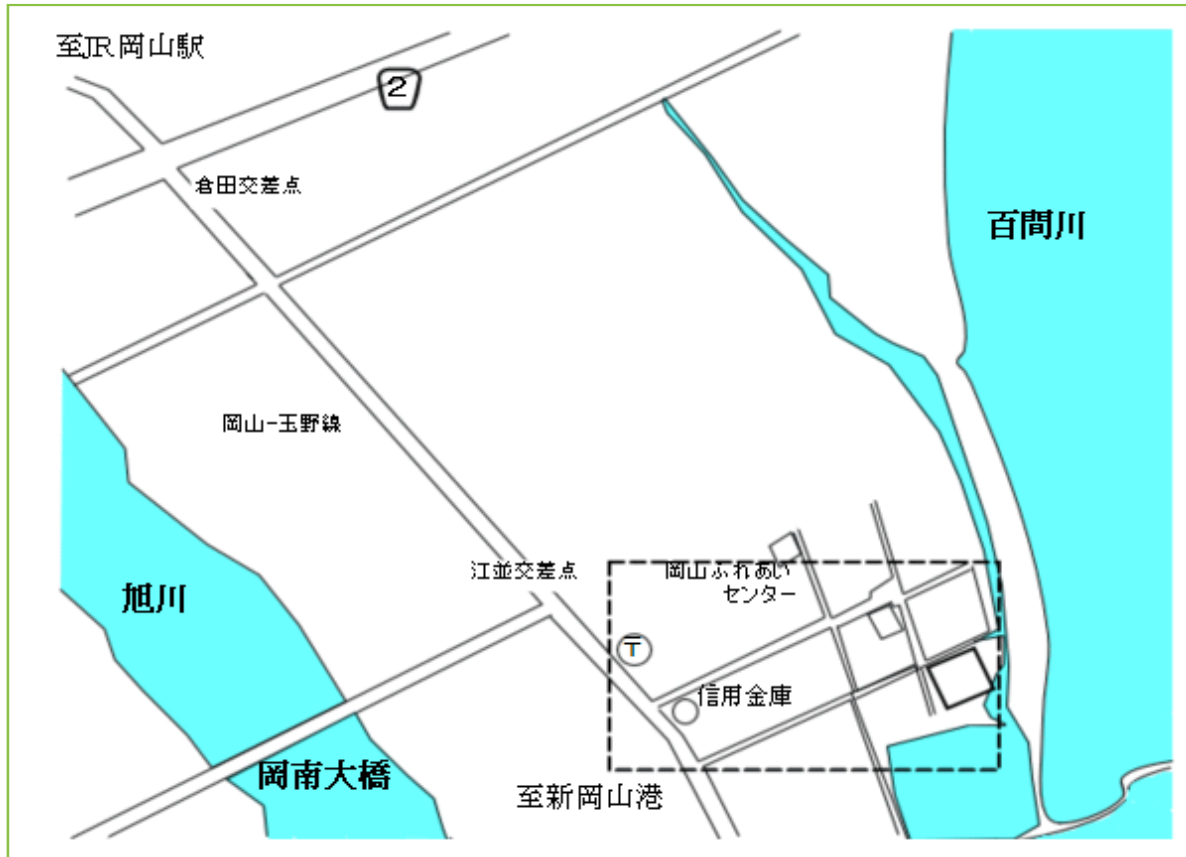 至JR岡山駅
2
倉田交差点
百間川
岡山-玉野線
江並交差点
岡山ふれあい
センター
旭川
〒
信用金庫
岡南大橋
至新岡山港